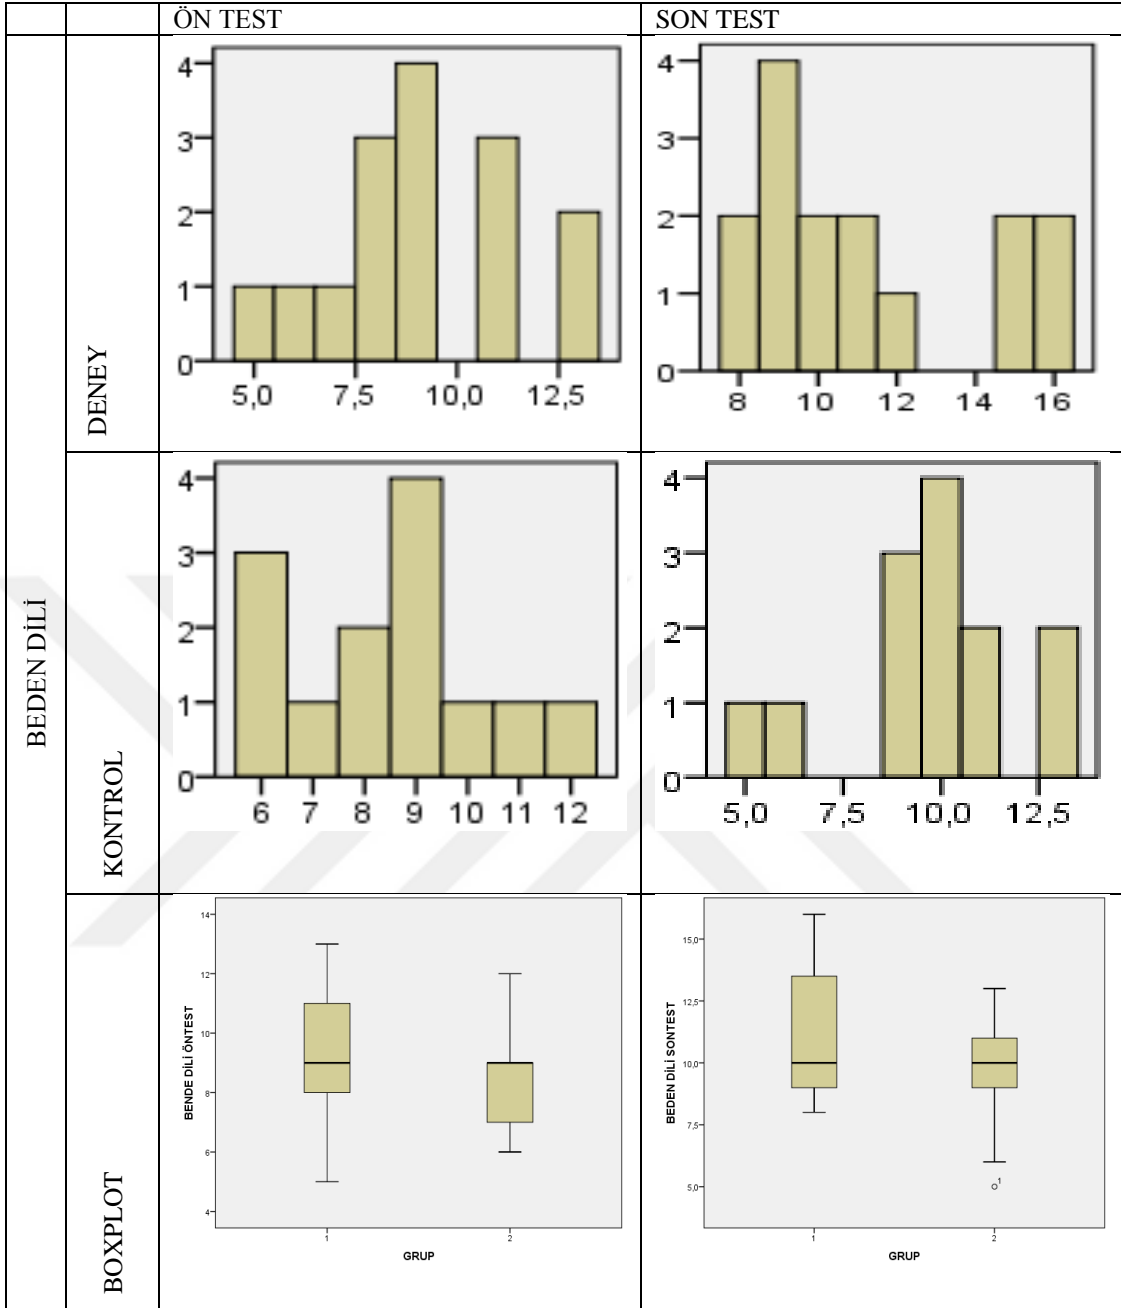 ÖN TEST
SON TEST
BEDEN DİLİ
DENEY
4
3
2
1
0
5,0 7,5 10,0 12,5
4
3
2
1
0
8 10 12 14 16
KONTROL
4
3
2
1
0
6 7 8 9 10 11 12
4
3
2
1
0
5,0 7,5 10,0 12,5
BOXPLOT
BENDE DİLİ ÖNTEST
14
12
10
8
6
4
1 2
GRUP
BEDEN DİLİ SONTEST
15,0
12,5
10,0
7,5
5,0
1
1 2
GRUP